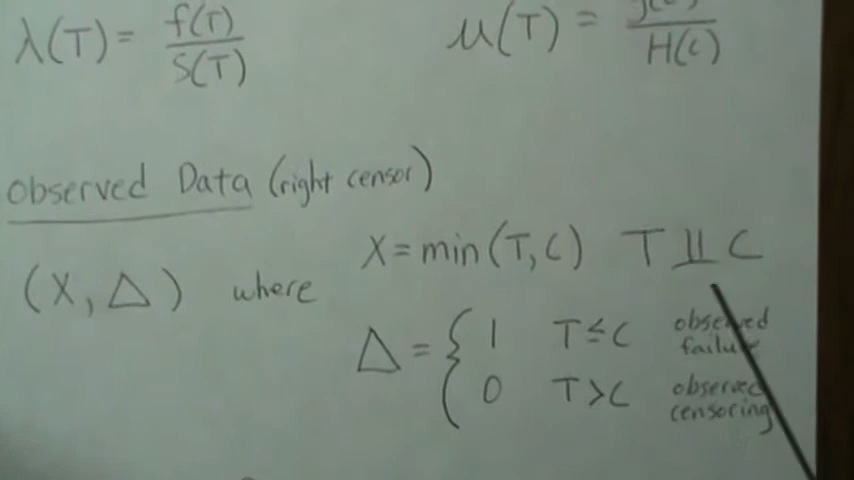 λ(T) = f(T) / S(T)
μ(T) = / H(C)
Observed Data (right censor)
(X, Δ) where X = min(T, C) T ⫫ C
Δ = { 1 T ≤ C observed failure
0 T > C observed censoring